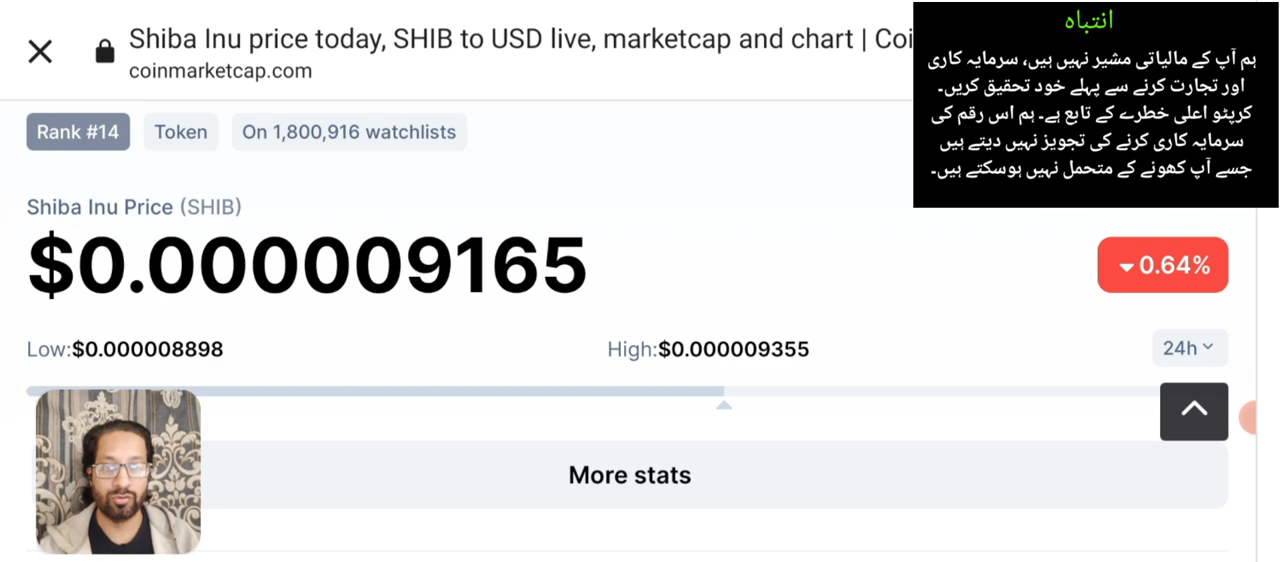 Shiba Inu price today, SHIB to USD live, marketcap and chart | Coi
coinmarketcap.com
انتباہ
ہم آپ کے مالیاتی مشیر نہیں ہیں، سرمایہ کاری
اور تجارت کرنے سے پہلے خود تحقیق کریں۔
کرپٹو اعلی خطرے کے تابع ہے۔ ہم اس رقم کی
سرمایہ کاری کرنے کی تجویز نہیں دیتے ہیں
جسے آپ کھونے کے متحمل نہیں ہوسکتے ہیں۔
Rank #14 Token On 1,800,916 watchlists
Shiba Inu Price (SHIB)
$0.000009165 0.64%
Low:$0.000008898 High:$0.000009355 24h
More stats